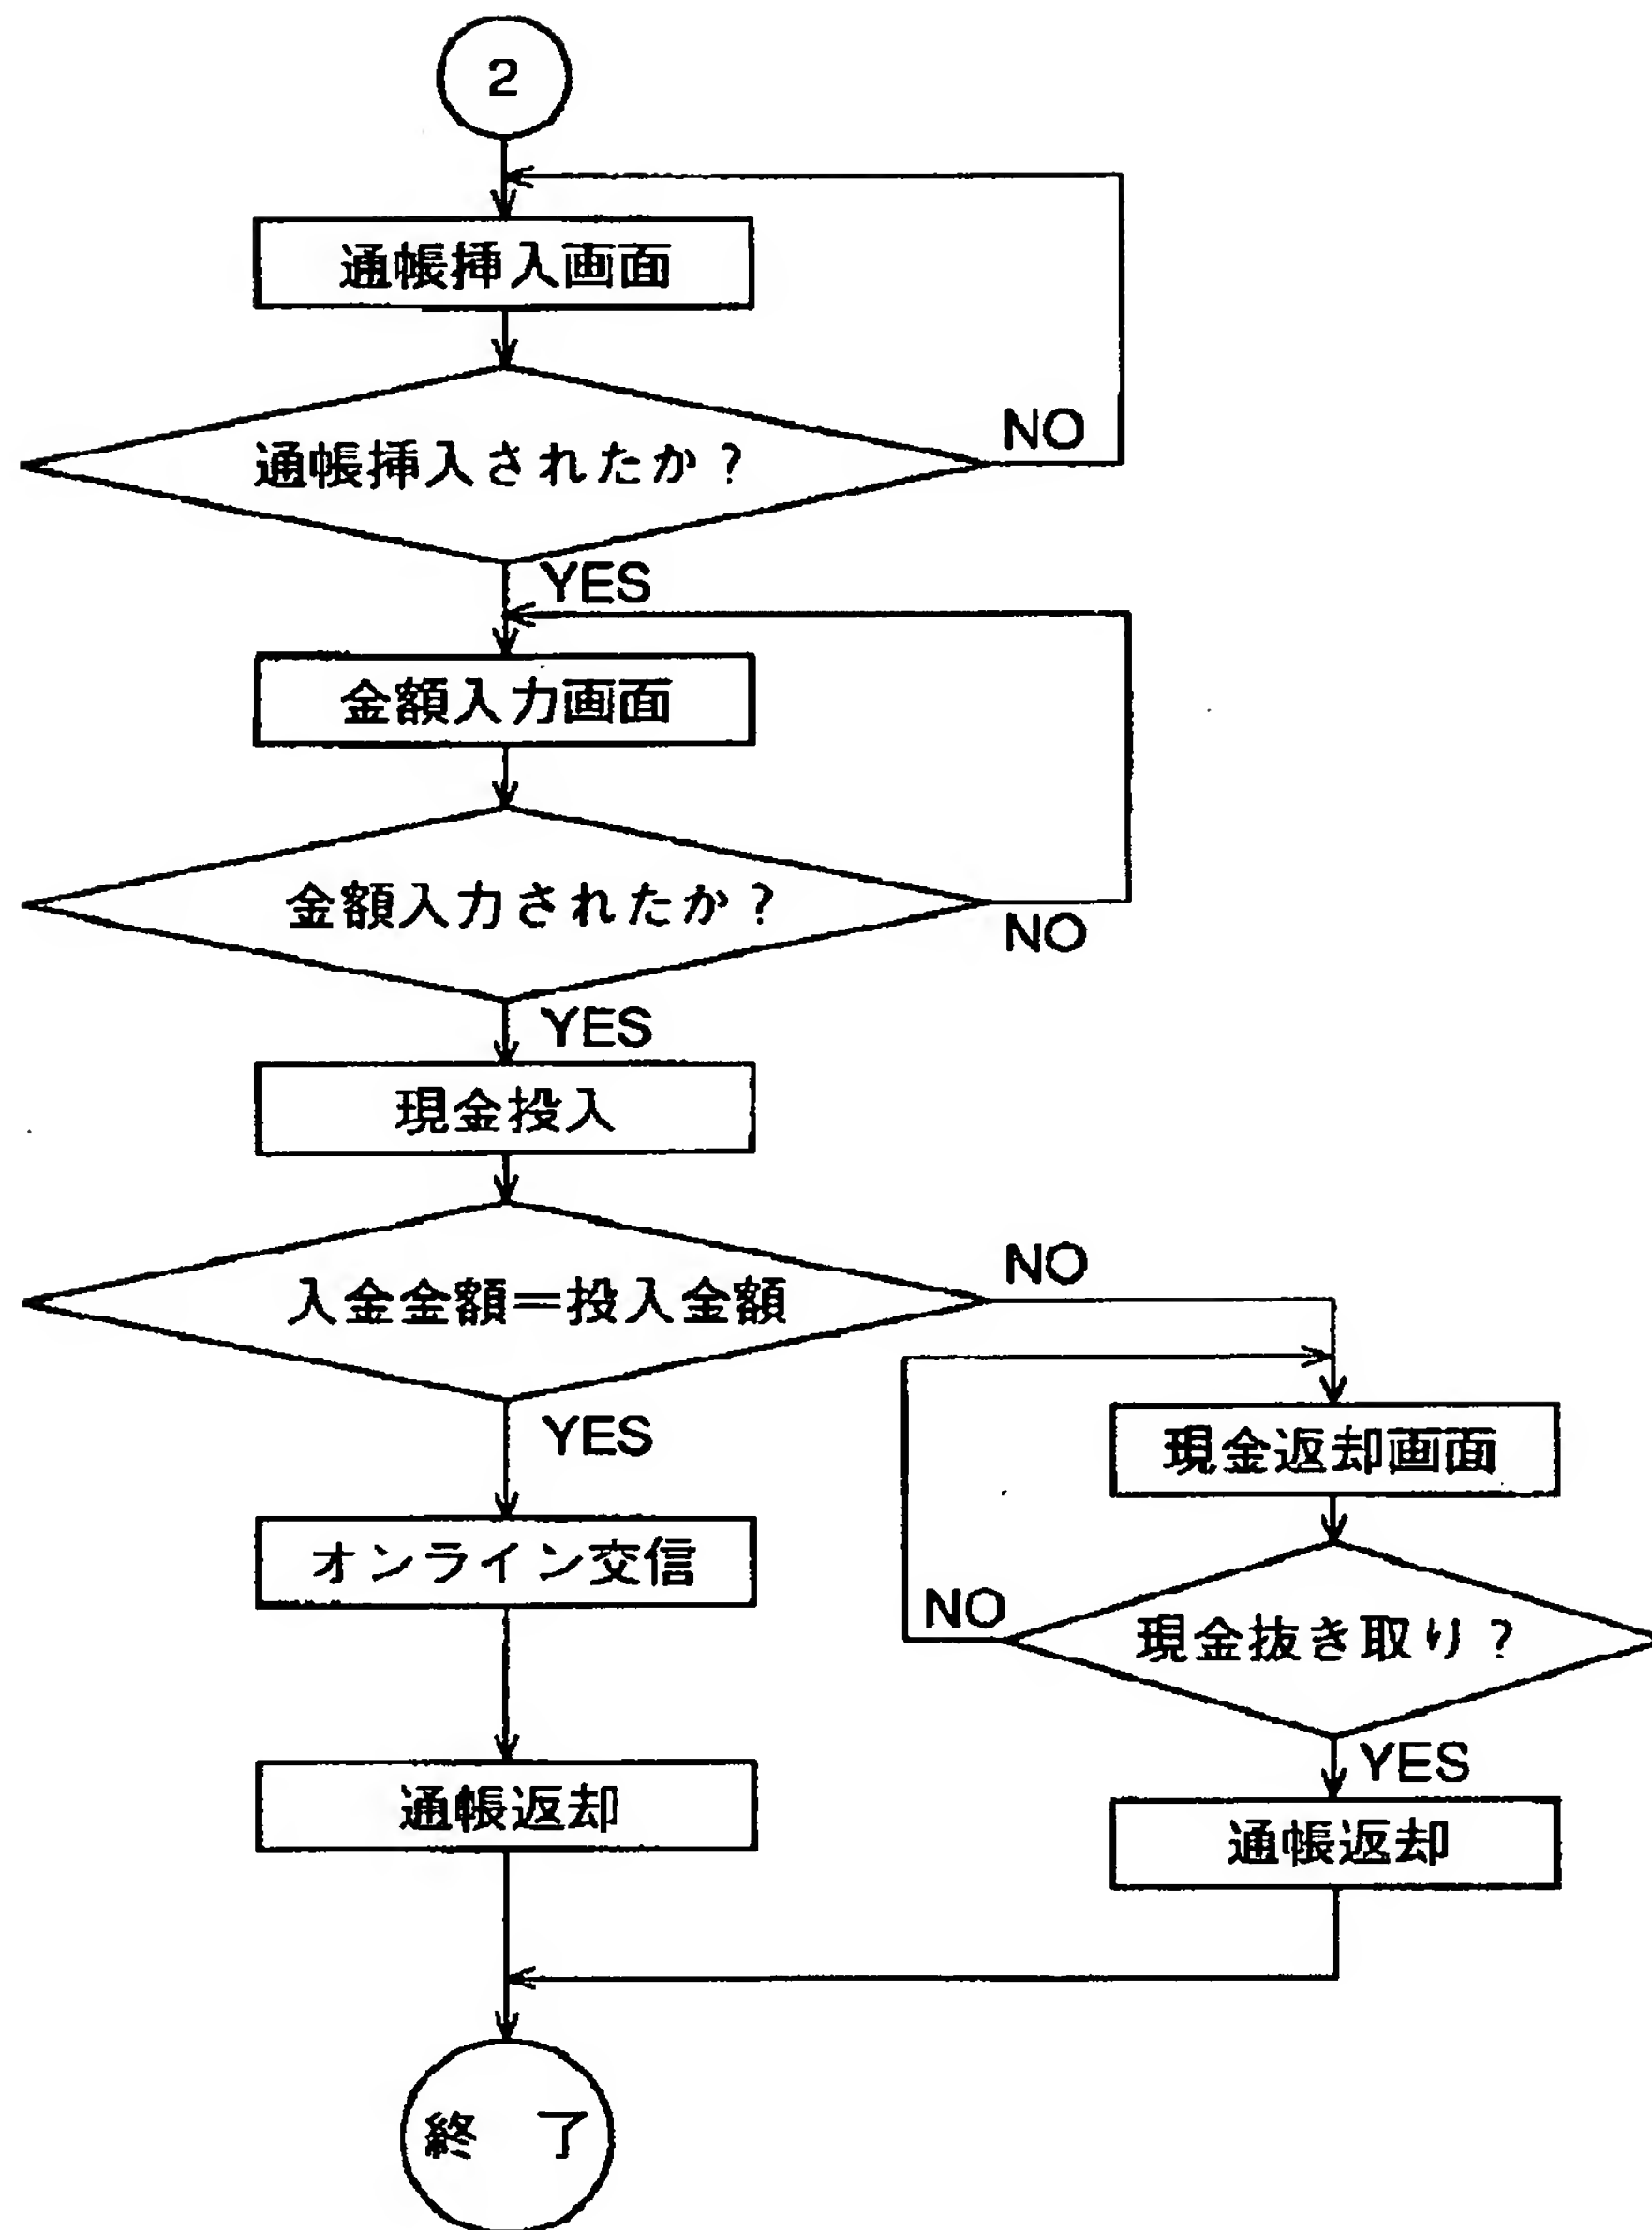 2
通帳挿入画面
通帳挿入されたか？
NO
YES
金額入力画面
金額入力されたか？
NO
YES
現金投入
入金金額＝投入金額
NO
YES
現金返却画面
オンライン交信
現金抜き取り？
NO
YES
通帳返却
通帳返却
終　了